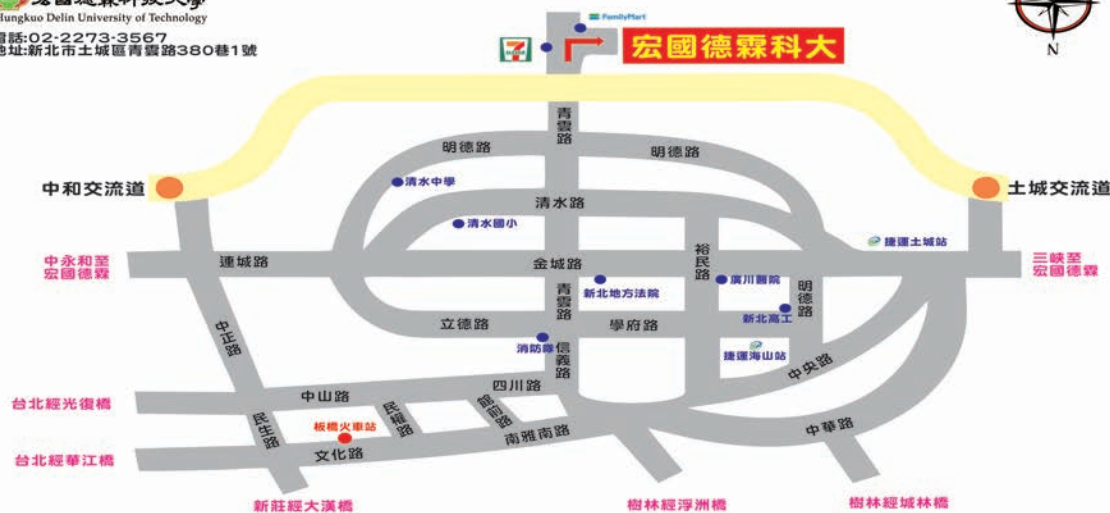 宏國德霖科技大學
Hungkuo Delin University of Technology
電話:02-2273-3567
地址:新北市土城區青雲路380巷1號
FamilyMart
宏國德霖科大
N
青雲路
明德路
明德路
中和交流道
清水中學
土城交流道
清水路
清水國小
捷運土城站
中永和至
宏國德霖
連城路
金城路
裕民路
三峽至
宏國德霖
新北地方法院
廣川醫院
明德路
青雲路
中正路
立德路
學府路
新北高工
消防隊
信義路
捷運海山站
中央路
四川路
中山路
台北經光復橋
民生路
板橋火車站
民權路
館前路
南雅南路
中華路
台北經華江橋
文化路
新莊經大漢橋
樹林經浮洲橋
樹林經城林橋